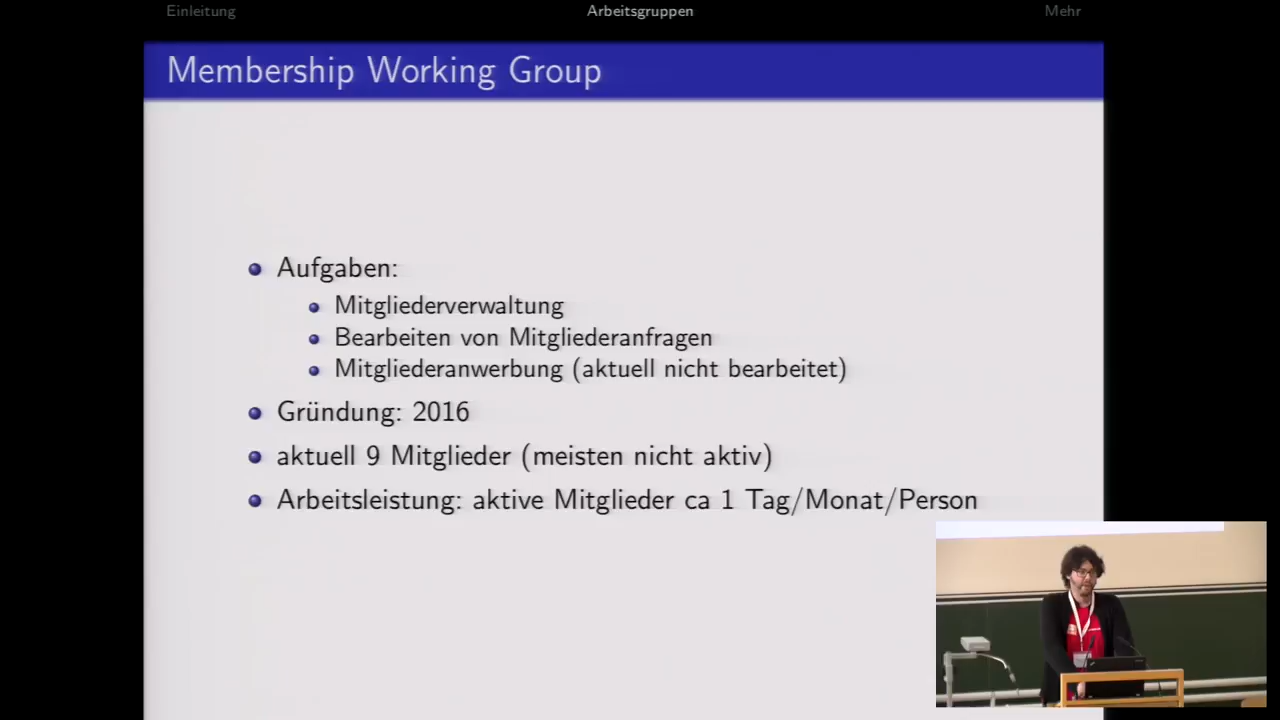 Einleitung
Arbeitsgruppen
Mehr
Membership Working Group
Aufgaben:
Mitgliederverwaltung
Bearbeiten von Mitgliederanfragen
Mitgliederanwerbung (aktuell nicht bearbeitet)
Gründung: 2016
aktuell 9 Mitglieder (meisten nicht aktiv)
Arbeitsleistung: aktive Mitglieder ca 1 Tag/Monat/Person